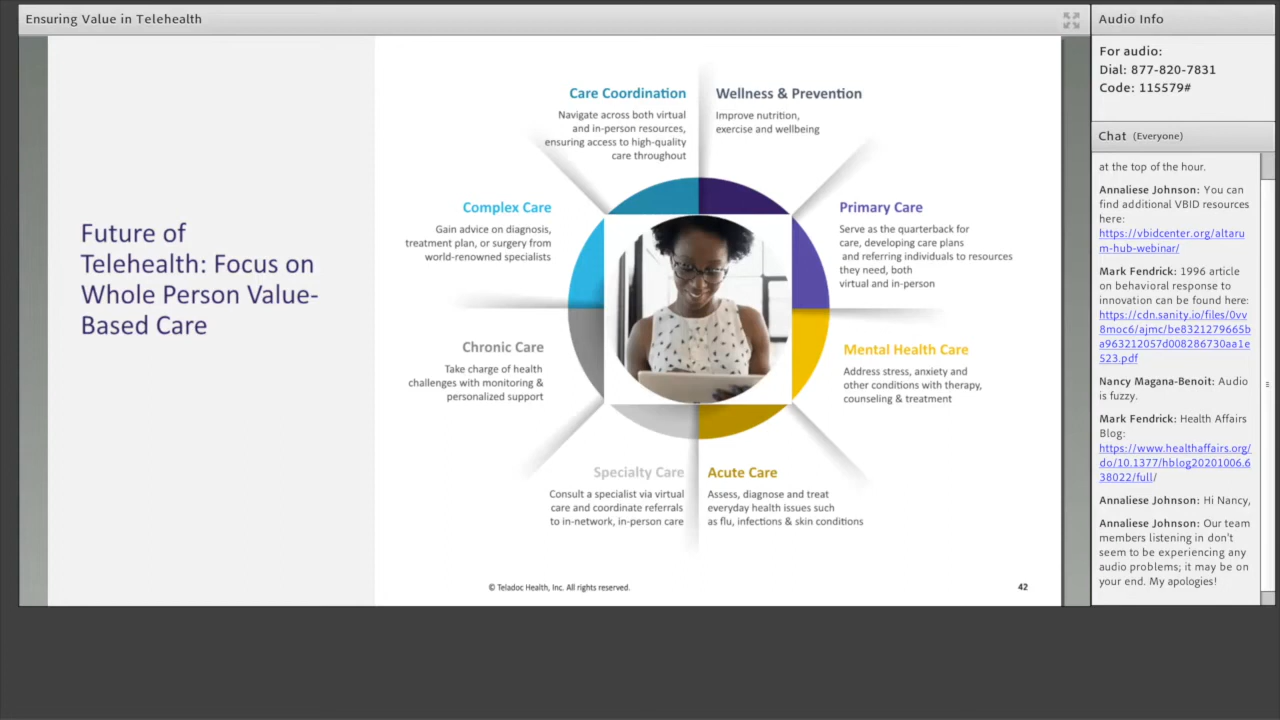 Ensuring Value in Telehealth
Future of
Telehealth: Focus on
Whole Person Value-
Based Care
Care Coordination
Navigate across both virtual
and in-person resources,
ensuring access to high-quality
care throughout
Wellness & Prevention
Improve nutrition,
exercise and wellbeing
Complex Care
Gain advice on diagnosis,
treatment plan, or surgery from
world-renowned specialists
Primary Care
Serve as the quarterback for
care, developing care plans
and referring individuals to resources
they need, both
virtual and in-person
Chronic Care
Take charge of health
challenges with monitoring &
personalized support
Mental Health Care
Address stress, anxiety and
other conditions with therapy,
counseling & treatment
Specialty Care
Consult a specialist via virtual
care and coordinate referrals
to in-network, in-person care
Acute Care
Assess, diagnose and treat
everyday health issues such
as flu, infections & skin conditions
© Teladoc Health, Inc. All rights reserved.
42
Audio Info
For audio:
Dial: 877-820-7831
Code: 115579#
Chat (Everyone)
at the top of the hour.
Annaliese Johnson: You can
find additional VBID resources
here:
https://vbidcenter.org/altaru
m-hub-webinar/
Mark Fendrick: 1996 article
on behavioral response to
innovation can be found here:
https://cdn.sanity.io/files/0vv
8moc6/ajmc/be8321279665b
a963212057d008286730aa1e
523.pdf
Nancy Magana-Benoit: Audio
is fuzzy.
Mark Fendrick: Health Affairs
Blog:
https://www.healthaffairs.org/
do/10.1377/hblog20201006.6
38022/full/
Annaliese Johnson: Hi Nancy,
Annaliese Johnson: Our team
members listening in don't
seem to be experiencing any
audio problems; it may be on
your end. My apologies!